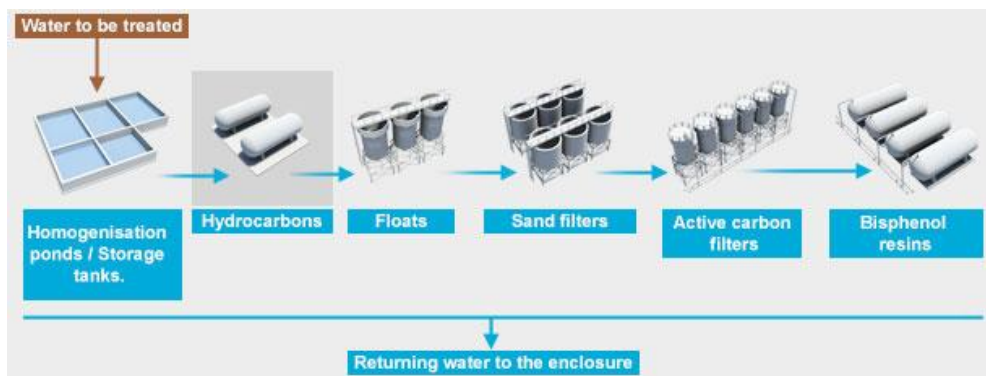 Water to be treated
Hydrocarbons
Floats
Sand filters
Active carbon
filters
Bisphenol
resins
Homogenisation
ponds / Storage
tanks.
Returning water to the enclosure